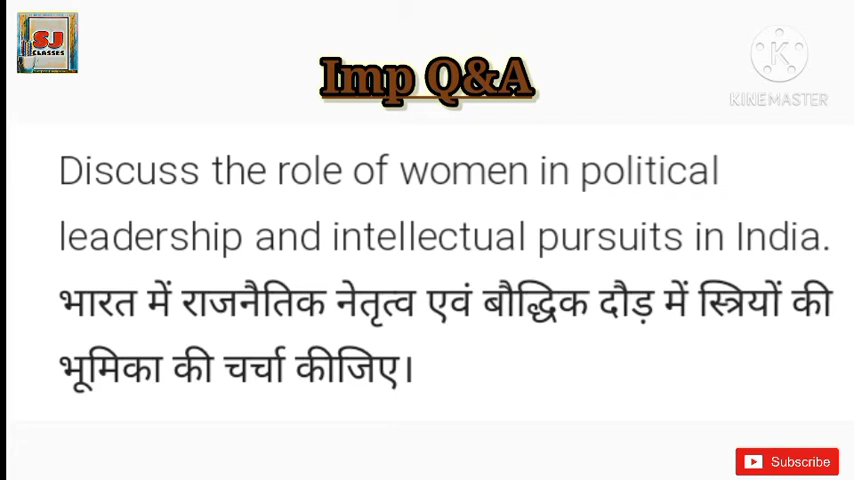 SJ
CLASSES
Imp Q&A
KINEMASTER
Discuss the role of women in political
leadership and intellectual pursuits in India.
भारत में राजनैतिक नेतृत्व एवं बौद्धिक दौड़ में स्त्रियों की
भूमिका की चर्चा कीजिए।
Subscribe